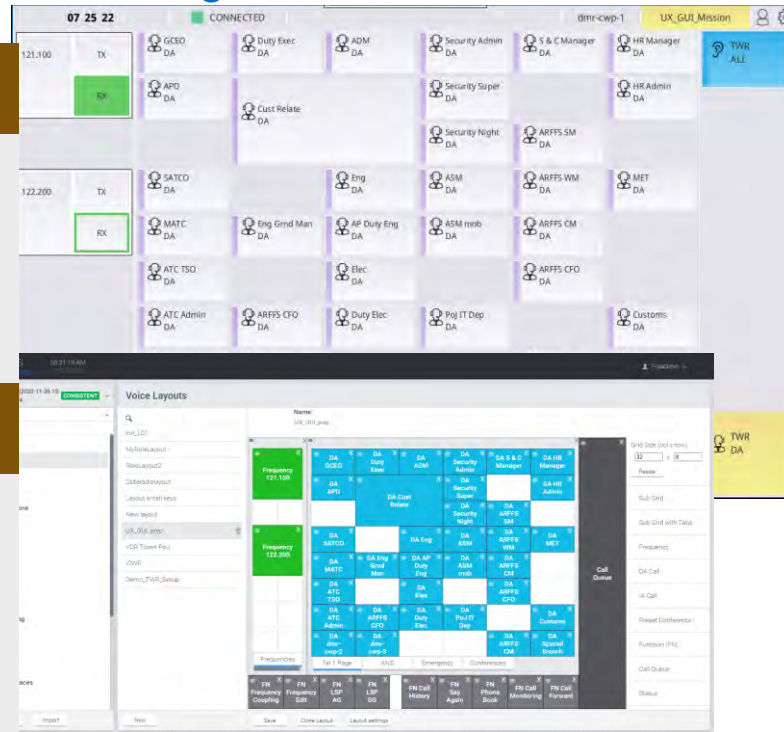 07 25 22
CONNECTED
dmr-cwp-1
UX_GUI_Mission
121.100
TX
RX
GCEO
DA
Duty Exec
DA
ADM
DA
Security Admin
DA
S & C Manager
DA
HR Manager
DA
TWR
ALL
APD
DA
Cust Relate
DA
Security Super
DA
HR Admin
DA
Security Night
DA
ARFFS SM
DA
122.200
TX
RX
SATCO
DA
Eng
DA
ASM
DA
ARFFS WM
DA
MET
DA
MATC
DA
Eng Grnd Man
DA
AP Duty Eng
DA
ASM mob
DA
ARFFS CM
DA
ATC TSO
DA
Elec
DA
ARFFS CFO
DA
ATC Admin
DA
ARFFS CFO
DA
Duty Elec
DA
PoJ IT Dep
DA
Customs
DA
TWR
DA
CONSISTENT
Voice Layouts
Name
MyRoleLayout
RoleLayout2
Layout small keys
New layout
VCR Tower PoJ
Demo_TWR_Setup
Import
New
Frequency
121.100
Frequency
122.200
Frequencies
DA
GCEO
DA
Duty
Exec
DA
ADM
DA
Security
Admin
DA S & C
Manager
DA HR
Manager
DA
APD
DA Cust
Relate
DA
Security
Super
DA HR
Admin
DA
Security
Night
DA
ARFFS
SM
DA
SATCO
DA Eng
DA
ASM
DA
ARFFS
WM
DA
MET
DA
MATC
DA Eng
Grnd
Man
DA AP
Duty
Eng
DA
ASM
mob
DA
ARFFS
CM
DA
ATC
TSO
DA
Elec
DA
ARFFS
CFO
DA
ATC
Admin
DA
ARFFS
CFO
DA
Duty
Elec
DA
PoJ IT
Dep
DA
Customs
DA
dmr-
cwp-2
DA
dmr-
cwp-3
DA
ARFFS
CM
DA
Special
Branch
Tel 1 Page
ANS
Emergency
Conferences
Call
Queue
FN
Frequency
Coupling
FN
Frequency
Edit
FN
LSP
AG
FN
LSP
GG
FN Call
History
FN
Say
Again
FN
Phone
Book
FN Call
Monitoring
FN Call
Forward
Save
Clone Layout
Layout settings
Grid Size (col x row)
32 x 8
Resize
Sub Grid
Sub Grid with Tabs
Frequency
DA Call
IA Call
Preset Conference
Function (FN)
Call Queue
Status